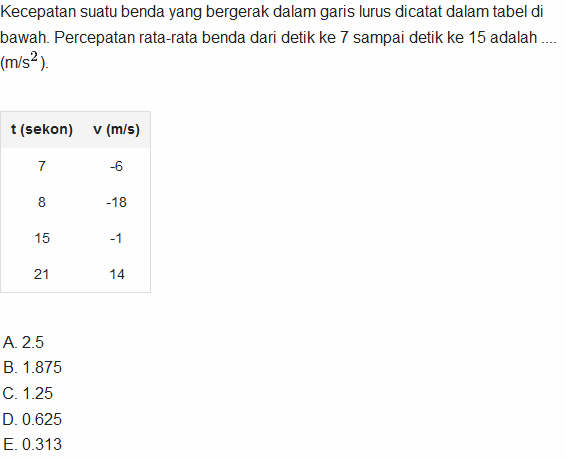 Kecepatan suatu benda yang bergerak dalam garis lurus dicatat dalam tabel di
bawah. Percepatan rata-rata benda dari detik ke 7 sampai detik ke 15 adalah ....
(m/s²).
t (sekon) v (m/s)
7 -6
8 -18
15 -1
21 14
A. 2.5
B. 1.875
C. 1.25
D. 0.625
E. 0.313